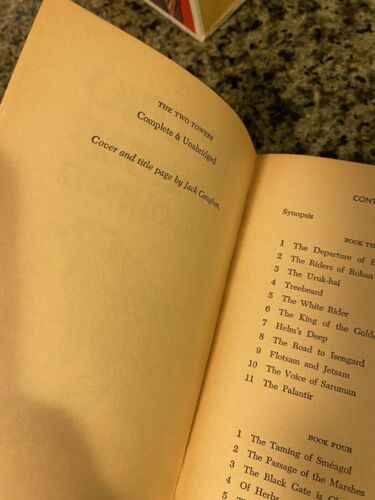 THE TWO TOWERS
Complete & Unabridged
Cover and title page by Jack Gaughan.
CONT
Synopsis
BOOK TH
1 The Departure of B
2 The Riders of Rohan
3 The Uruk-hai
4 Treebeard
5 The White Rider
6 The King of the Golde
7 Helm's Deep
8 The Road to Isengard
9 Flotsam and Jetsam
10 The Voice of Saruman
11 The Palantír
BOOK FOUR
1 The Taming of Sméagol
2 The Passage of the Marshes
3 The Black Gate is Cl
4 Of Herbs
5